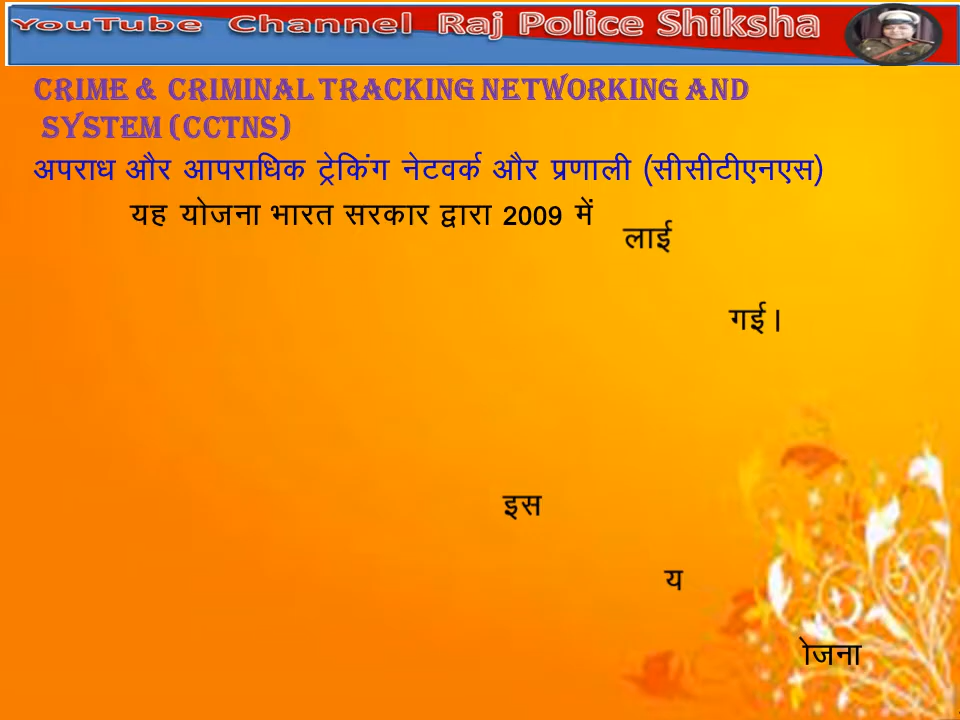 YouTube Channel Raj Police Shiksha
CRIME & CRIMINAL TRACKING NETWORKING AND
SYSTEM (CCTNS)
अपराध और आपराधिक ट्रेकिंग नेटवर्क और प्रणाली (सीसीटीएनएस)
यह योजना भारत सरकार द्वारा 2009 में
लाई
गई।
इस
य
ोजना